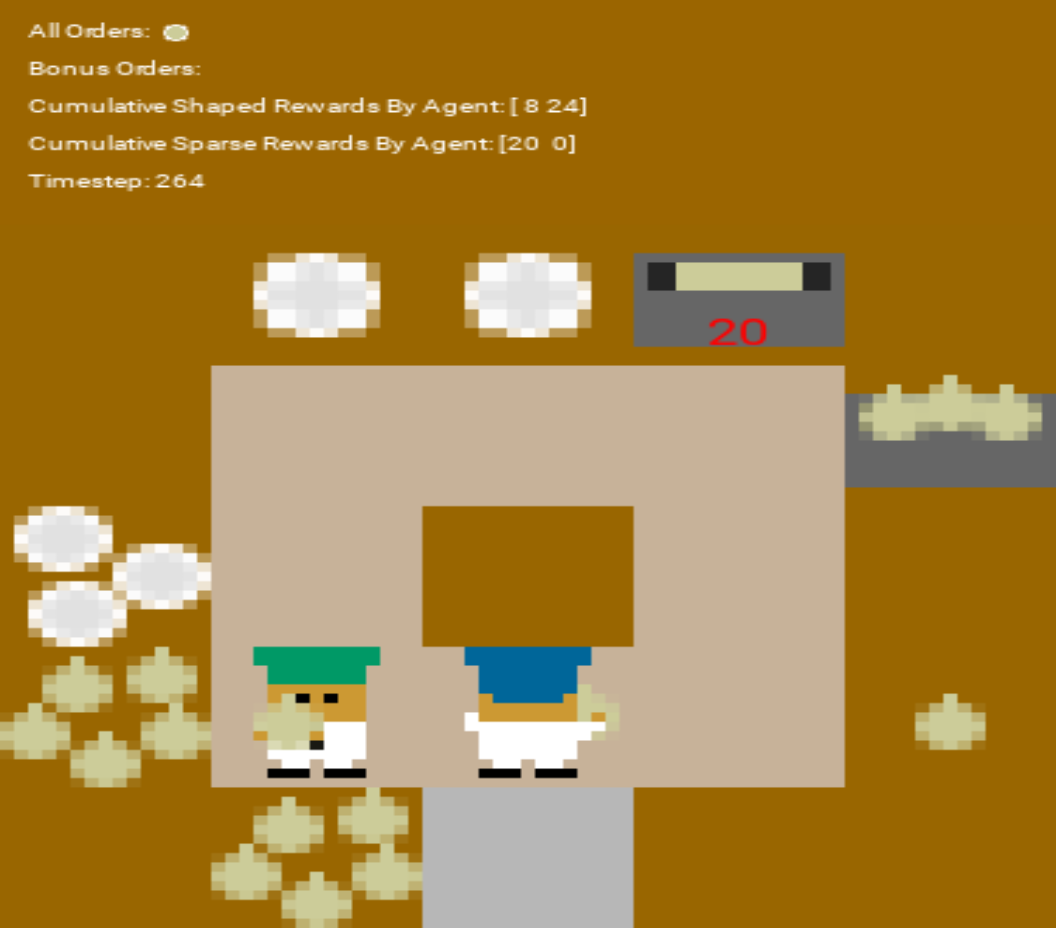 All Orders:
Bonus Orders:
Cumulative Shaped Rewards By Agent: [ 8 24]
Cumulative Sparse Rewards By Agent: [20  0]
Timestep: 264
20